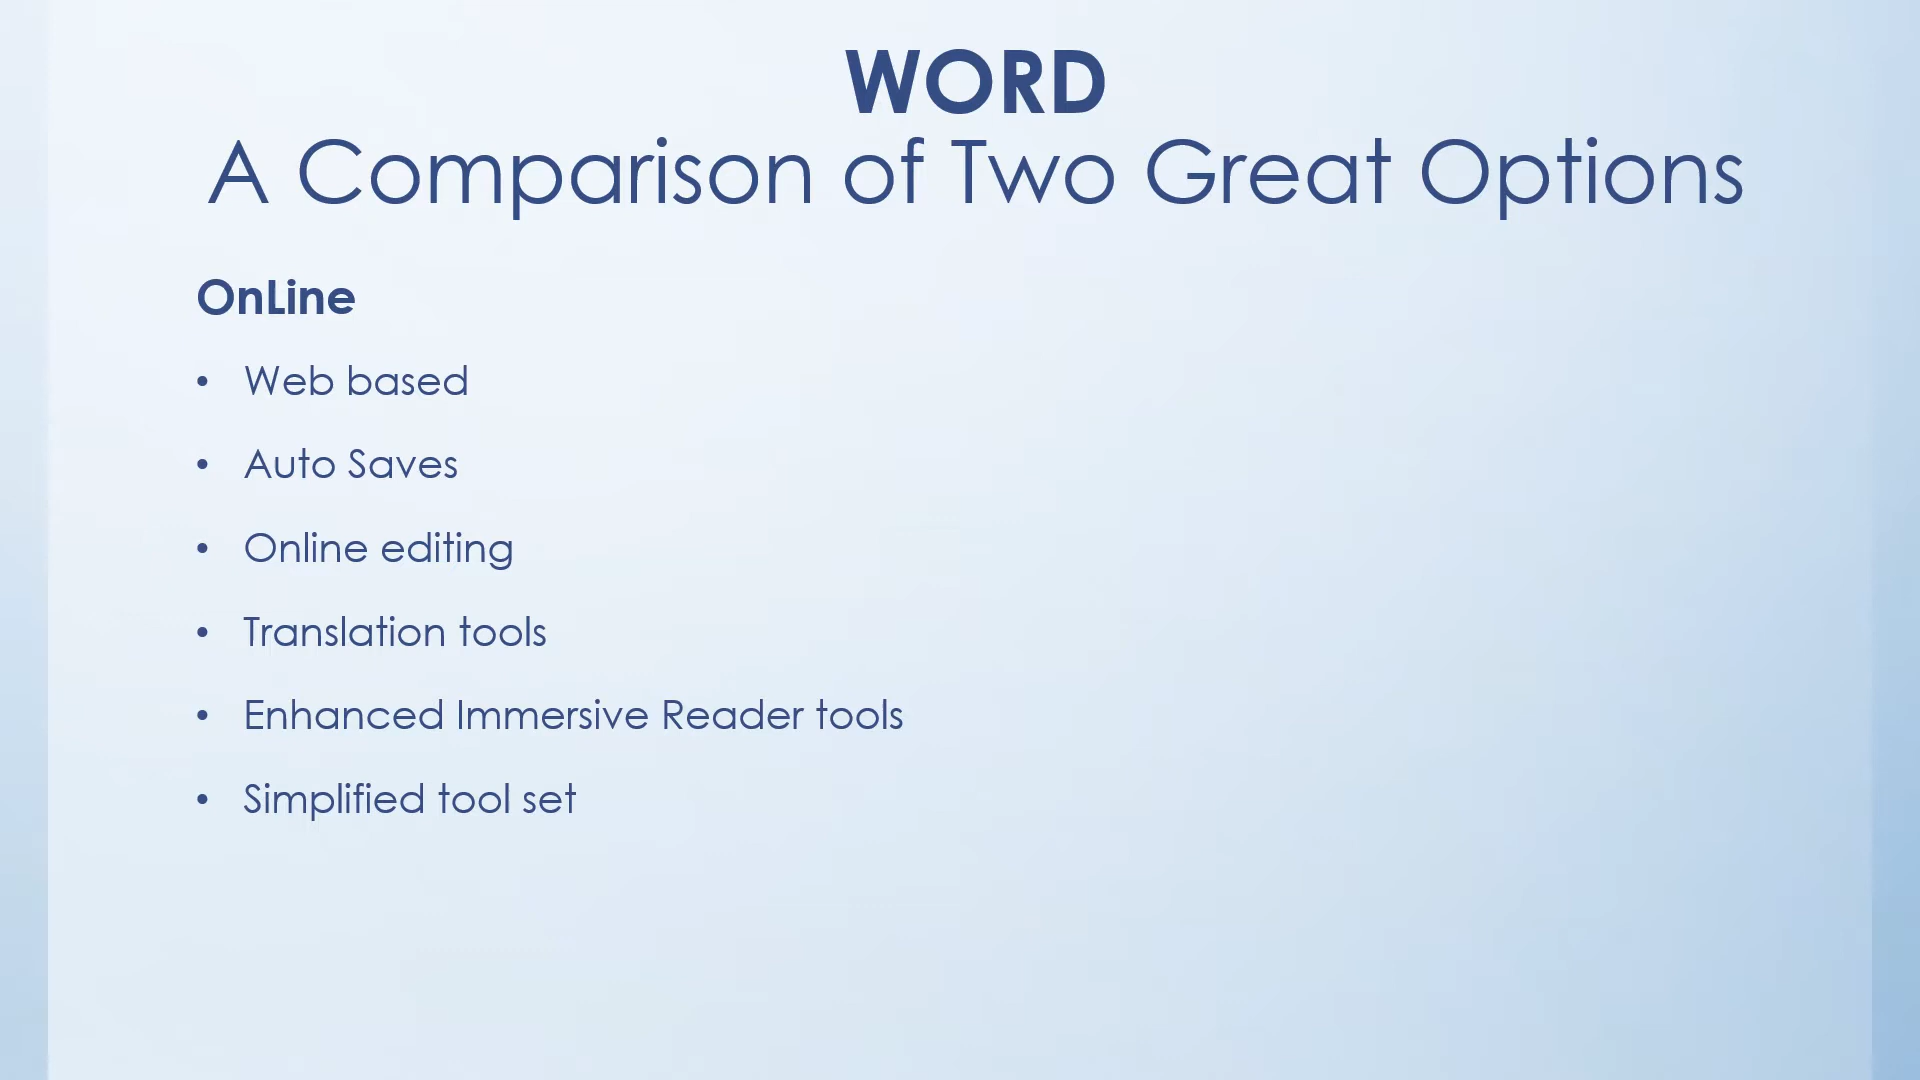 WORD
A Comparison of Two Great Options
OnLine
• Web based
• Auto Saves
• Online editing
• Translation tools
• Enhanced Immersive Reader tools
• Simplified tool set